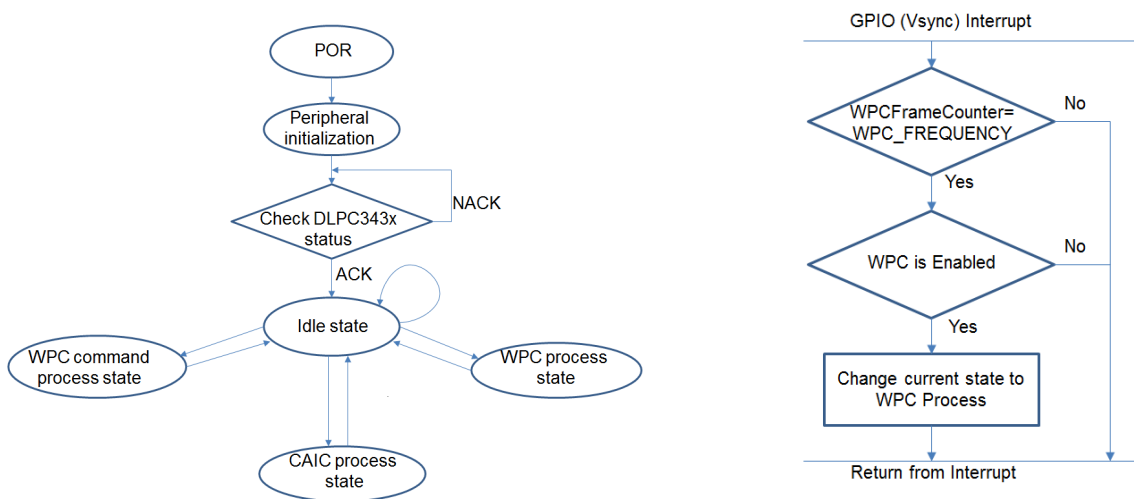 POR
Peripheral
initialization
NACK
Check DLPC343x
status
ACK
Idle state
WPC command
process state
WPC process
state
CAIC process
state
GPIO (Vsync) Interrupt
WPCFrameCounter=
WPC_FREQUENCY
No
Yes
WPC is Enabled
No
Yes
Change current state to
WPC Process
Return from Interrupt